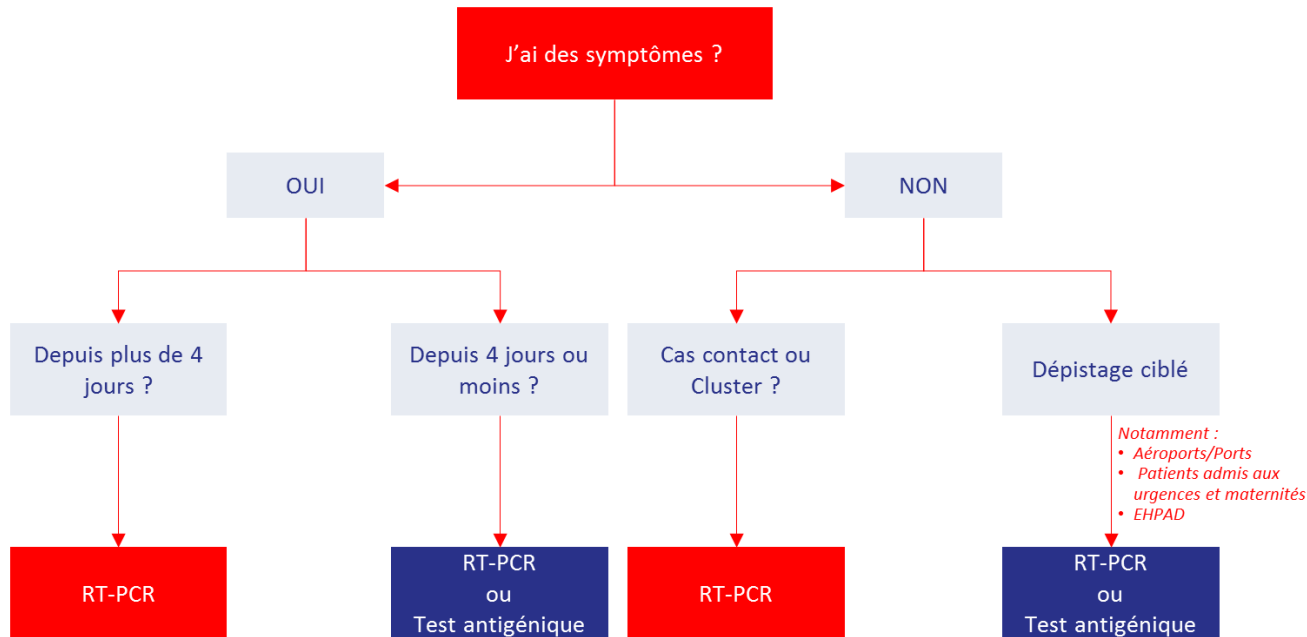 J’ai des symptômes ?
OUI
NON
Depuis plus de 4
jours ?
Depuis 4 jours ou
moins ?
Cas contact ou
Cluster ?
Dépistage ciblé
Notamment :
• Aéroports/Ports
• Patients admis aux
urgences et maternités
• EHPAD
RT-PCR
RT-PCR
ou
Test antigénique
RT-PCR
RT-PCR
ou
Test antigénique